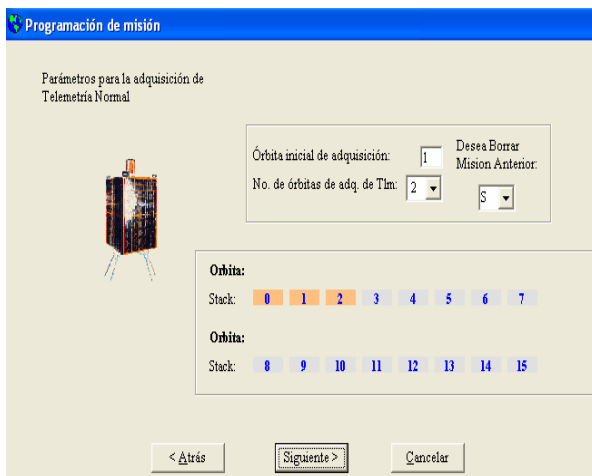 Programación de misión
Parámetros para la adquisición de
Telemetría Normal
Órbita inicial de adquisición: 1
Desea Borrar
Mision Anterior:
No. de órbitas de adq. de Tlm: 2
S
Orbita:
Stack: 0 1 2 3 4 5 6 7
Orbita:
Stack: 8 9 10 11 12 13 14 15
< Atrás Siguiente > Cancelar